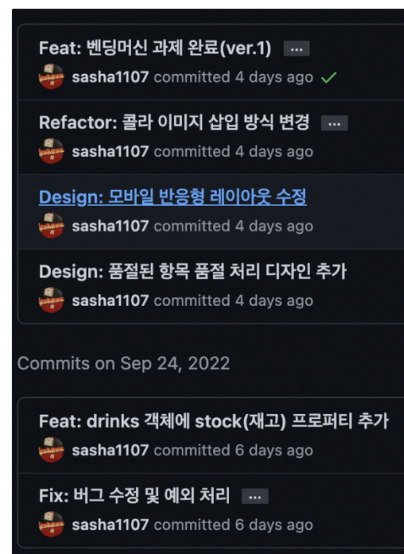 Feat: 벤딩머신 과제 완료(ver.1) ...
sasha1107 committed 4 days ago ✓
Refactor: 콜라 이미지 삽입 방식 변경 ...
sasha1107 committed 4 days ago
Design: 모바일 반응형 레이아웃 수정
sasha1107 committed 4 days ago
Design: 품절된 항목 품절 처리 디자인 추가
sasha1107 committed 4 days ago
Commits on Sep 24, 2022
Feat: drinks 객체에 stock(재고) 프로퍼티 추가
sasha1107 committed 6 days ago
Fix: 버그 수정 및 예외 처리 ...
sasha1107 committed 6 days ago